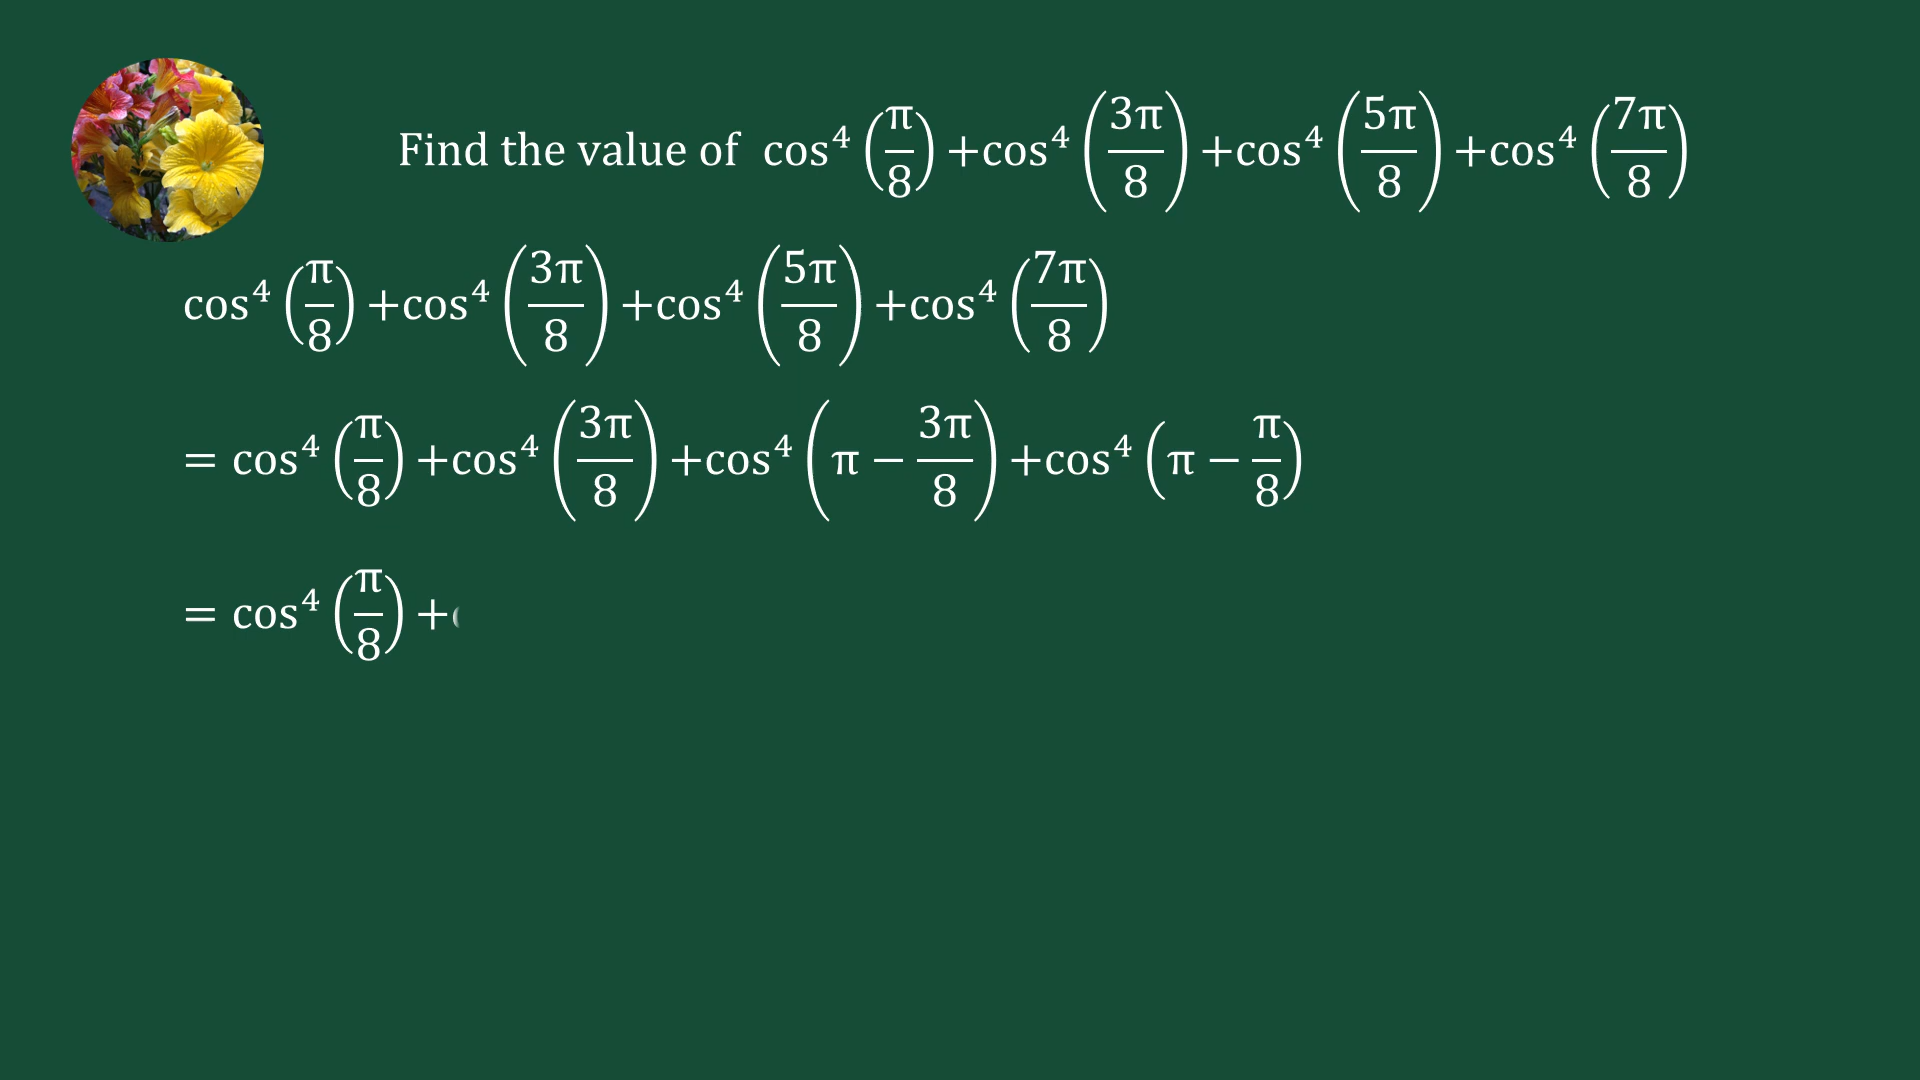 Find the value of cos⁴(π/8) +cos⁴(3π/8) +cos⁴(5π/8) +cos⁴(7π/8)
cos⁴(π/8) +cos⁴(3π/8) +cos⁴(5π/8) +cos⁴(7π/8)
= cos⁴(π/8) +cos⁴(3π/8) +cos⁴(π − 3π/8) +cos⁴(π − π/8)
= cos⁴(π/8) +